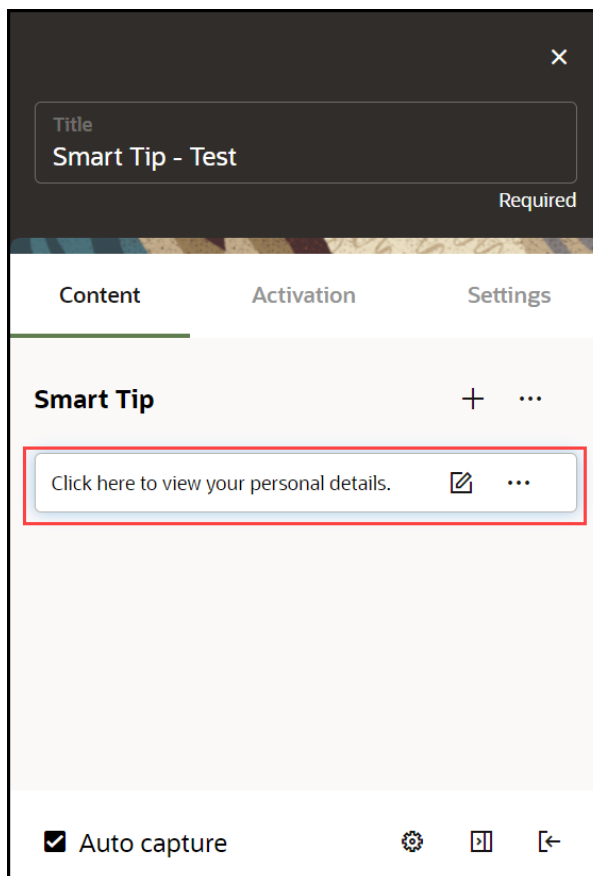 Title
Smart Tip - Test
Required
Content Activation Settings
Smart Tip
Click here to view your personal details.
Auto capture